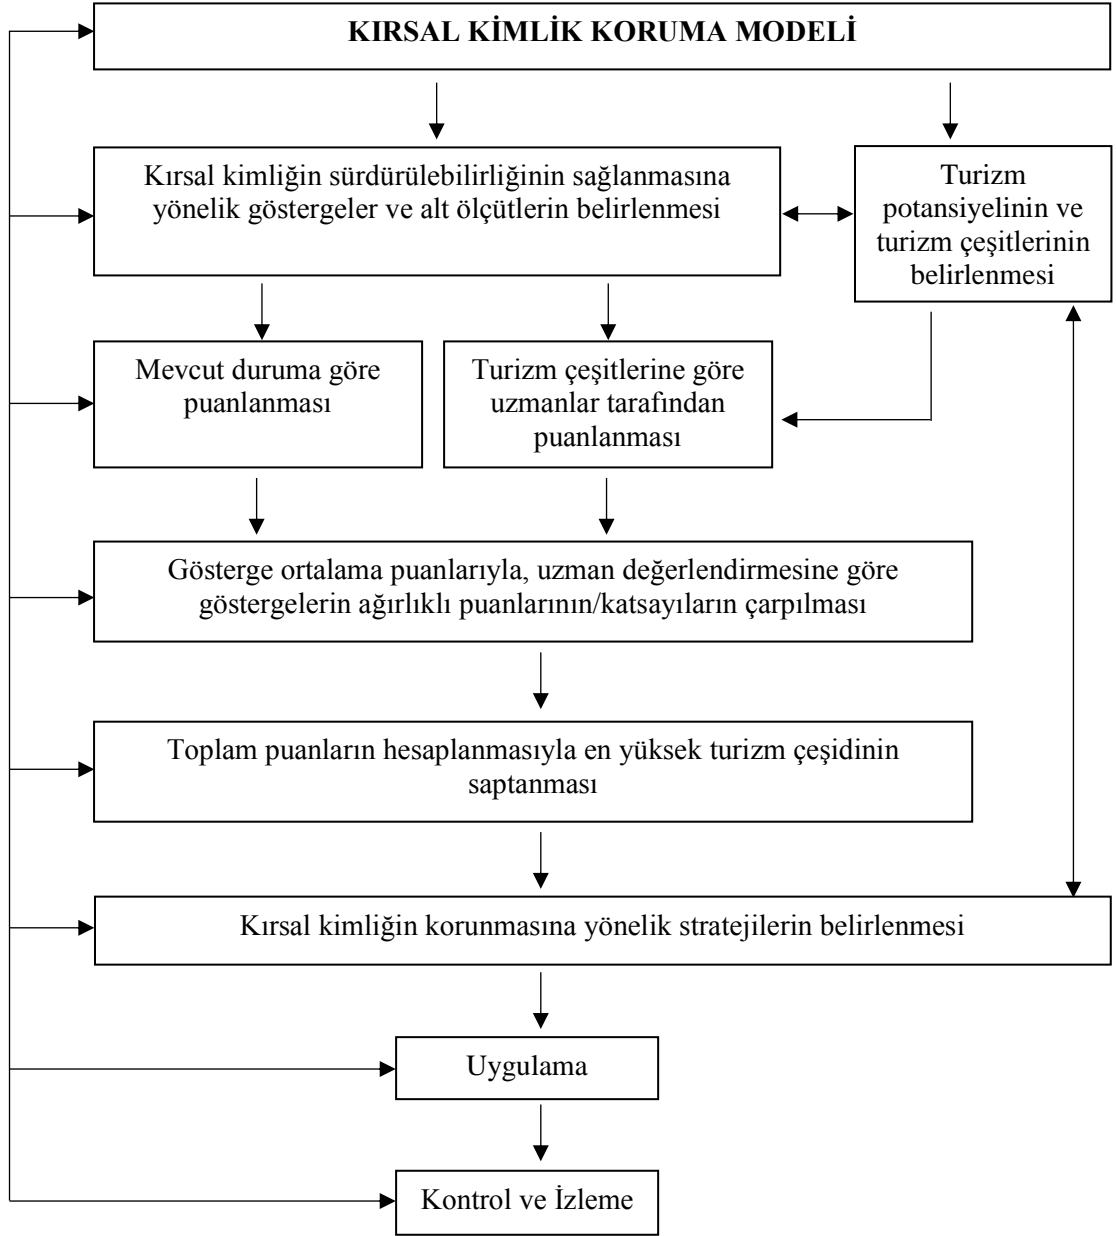 KIRSAL KİMLİK KORUMA MODELİ
Kırsal kimliğin sürdürülebilirliğinin sağlanmasına
yönelik göstergeler ve alt ölçütlerin belirlenmesi
Turizm
potansiyelinin ve
turizm çeşitlerinin
belirlenmesi
Mevcut duruma göre
puanlanması
Turizm çeşitlerine göre
uzmanlar tarafından
puanlanması
Gösterge ortalama puanlarıyla, uzman değerlendirmesine göre
göstergelerin ağırlıklı puanlarının/katsayıların çarpılması
Toplam puanların hesaplanmasıyla en yüksek turizm çeşidinin
saptanması
Kırsal kimliğin korunmasına yönelik stratejilerin belirlenmesi
Uygulama
Kontrol ve İzleme